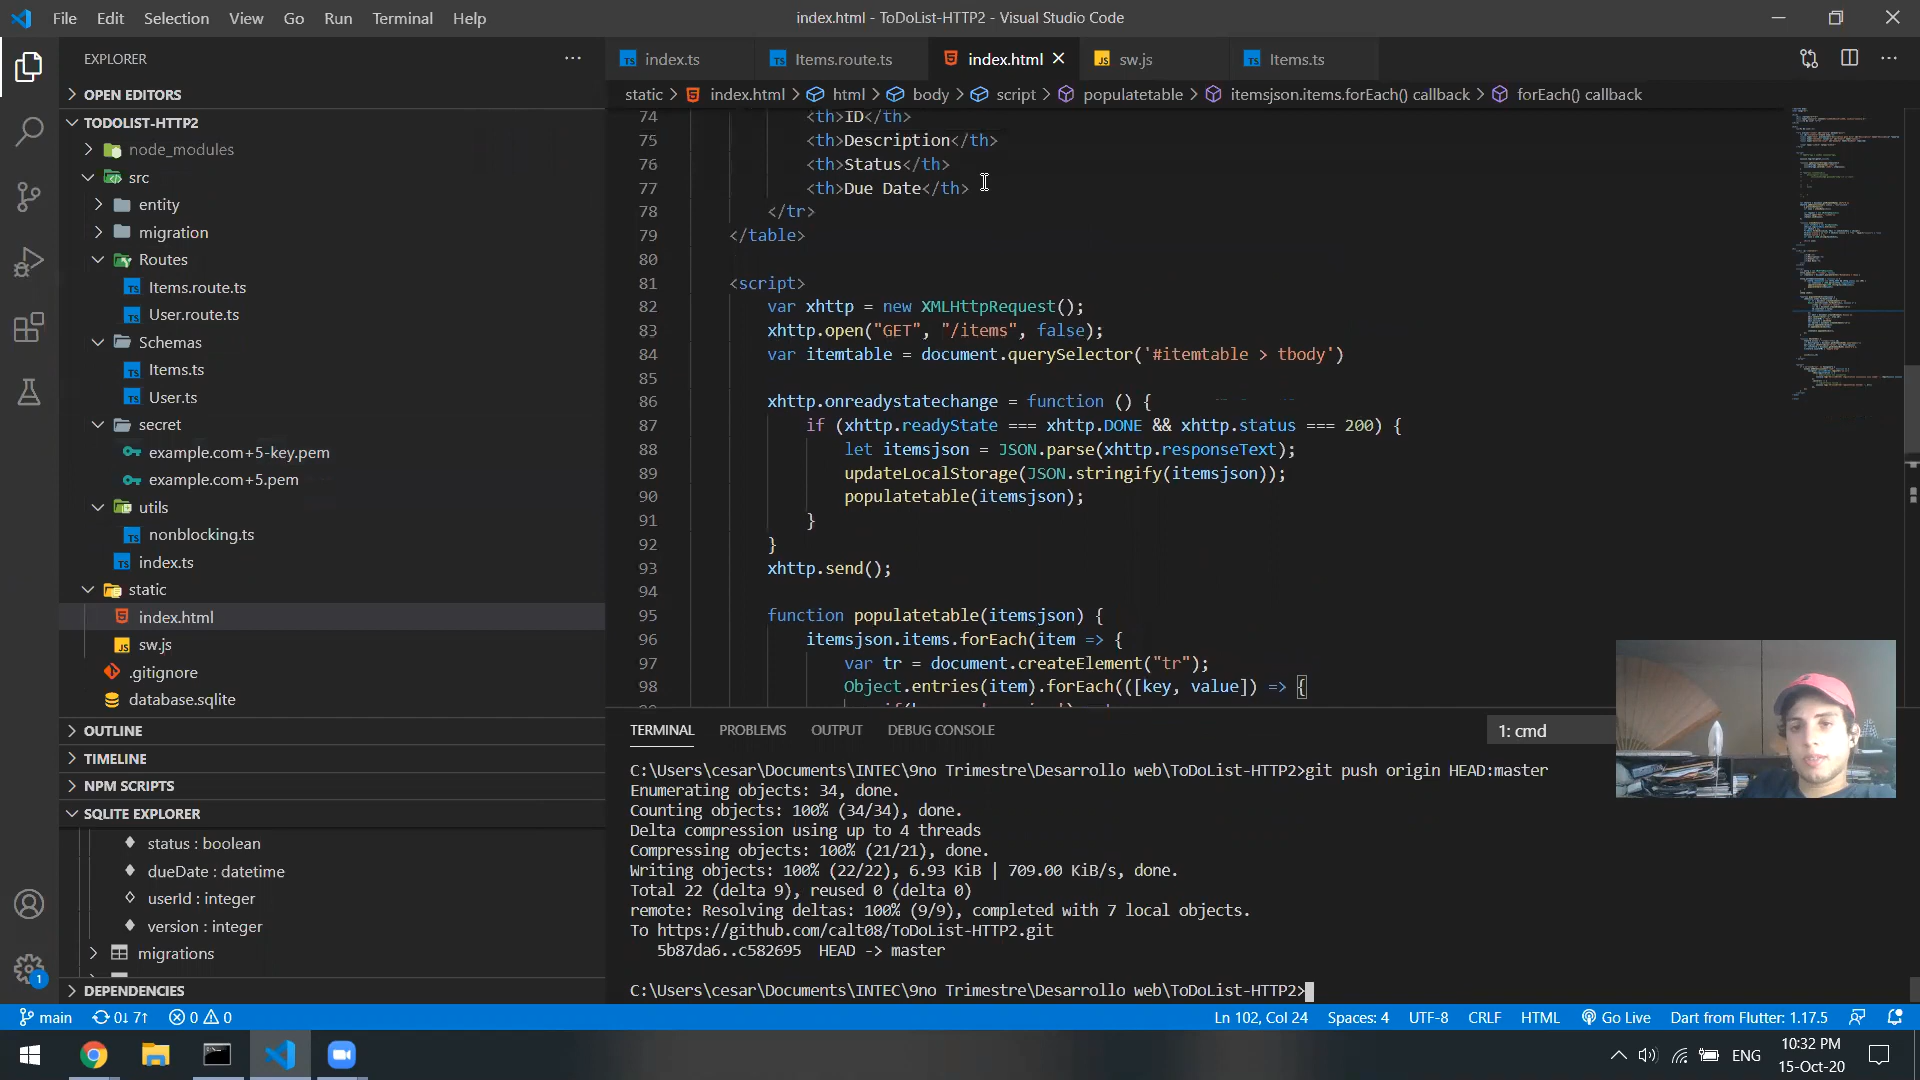 File Edit Selection View Go Run Terminal Help
index.html - ToDoList-HTTP2 - Visual Studio Code
EXPLORER
OPEN EDITORS
TODOLIST-HTTP2
node_modules
src
entity
migration
Routes
Items.route.ts
User.route.ts
Schemas
Items.ts
User.ts
secret
example.com+5-key.pem
example.com+5.pem
utils
nonblocking.ts
index.ts
static
index.html
sw.js
.gitignore
database.sqlite
OUTLINE
TIMELINE
NPM SCRIPTS
SQLITE EXPLORER
status : boolean
dueDate : datetime
userId : integer
version : integer
migrations
DEPENDENCIES
TS index.ts TS Items.route.ts index.html JS sw.js TS Items.ts
static > index.html > html > body > script > populatetable > itemsjson.items.forEach() callback > forEach() callback
74 <th>ID</th>
75 <th>Description</th>
76 <th>Status</th>
77 <th>Due Date</th>
78 </tr>
79 </table>
80
81 <script>
82 var xhttp = new XMLHttpRequest();
83 xhttp.open("GET", "/items", false);
84 var itemtable = document.querySelector('#itemtable > tbody')
85
86 xhttp.onreadystatechange = function () {
87 if (xhttp.readyState === xhttp.DONE && xhttp.status === 200) {
88 let itemsjson = JSON.parse(xhttp.responseText);
89 updateLocalStorage(JSON.stringify(itemsjson));
90 populatetable(itemsjson);
91 }
92 }
93 xhttp.send();
94
95 function populatetable(itemsjson) {
96 itemsjson.items.forEach(item => {
97 var tr = document.createElement("tr");
98 Object.entries(item).forEach(([key, value]) => {
TERMINAL PROBLEMS OUTPUT DEBUG CONSOLE
1: cmd
C:\Users\cesar\Documents\INTEC\9no Trimestre\Desarrollo web\ToDoList-HTTP2>git push origin HEAD:master
Enumerating objects: 34, done.
Counting objects: 100% (34/34), done.
Delta compression using up to 4 threads
Compressing objects: 100% (21/21), done.
Writing objects: 100% (22/22), 6.93 KiB | 709.00 KiB/s, done.
Total 22 (delta 9), reused 0 (delta 0)
remote: Resolving deltas: 100% (9/9), completed with 7 local objects.
To https://github.com/calt08/ToDoList-HTTP2.git
5b87da6..c582695 HEAD -> master
C:\Users\cesar\Documents\INTEC\9no Trimestre\Desarrollo web\ToDoList-HTTP2>
main 0↓ 7↑ 0 0
Ln 102, Col 24 Spaces: 4 UTF-8 CRLF HTML Go Live Dart from Flutter: 1.17.5
1
ENG
10:32 PM
15-Oct-20